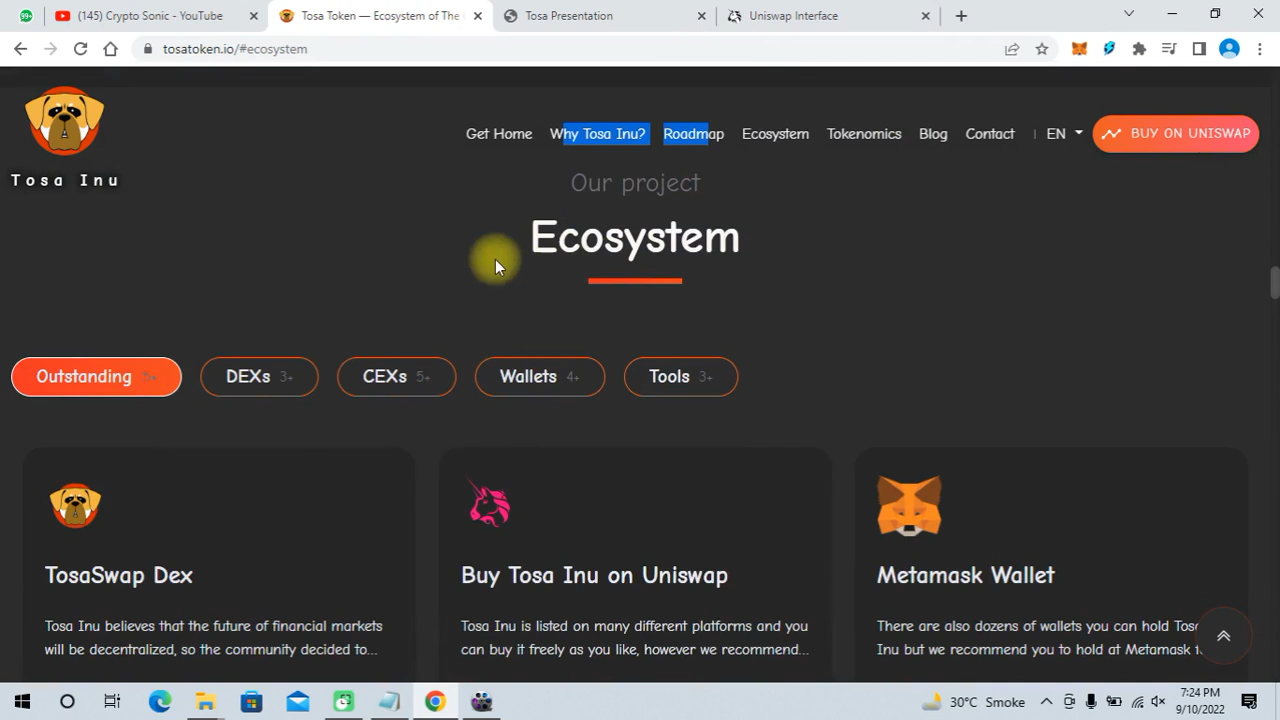 99+
(145) Crypto Sonic - YouTube
Tosa Token — Ecosystem of The
Tosa Presentation
Uniswap Interface
tosatoken.io/#ecosystem
Tosa Inu
Get Home
Why Tosa Inu?
Roadmap
Ecosystem
Tokenomics
Blog
Contact
EN
BUY ON UNISWAP
Our project
Ecosystem
Outstanding 5+
DEXs 3+
CEXs 5+
Wallets 4+
Tools 3+
TosaSwap Dex
Tosa Inu believes that the future of financial markets
will be decentralized, so the community decided to...
Buy Tosa Inu on Uniswap
Tosa Inu is listed on many different platforms and you
can buy it freely as you like, however we recommend...
Metamask Wallet
There are also dozens of wallets you can hold Tosa
Inu but we recommend you to hold at Metamask
30°C Smoke
7:24 PM
9/10/2022